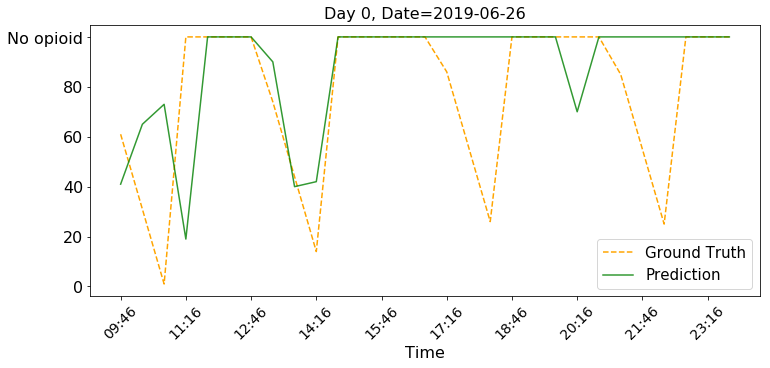 Day 0, Date=2019-06-26
No opioid
80
60
40
20
0
Ground Truth
Prediction
09:46 11:16 12:46 14:16 15:46 17:16 18:46 20:16 21:46 23:16
Time